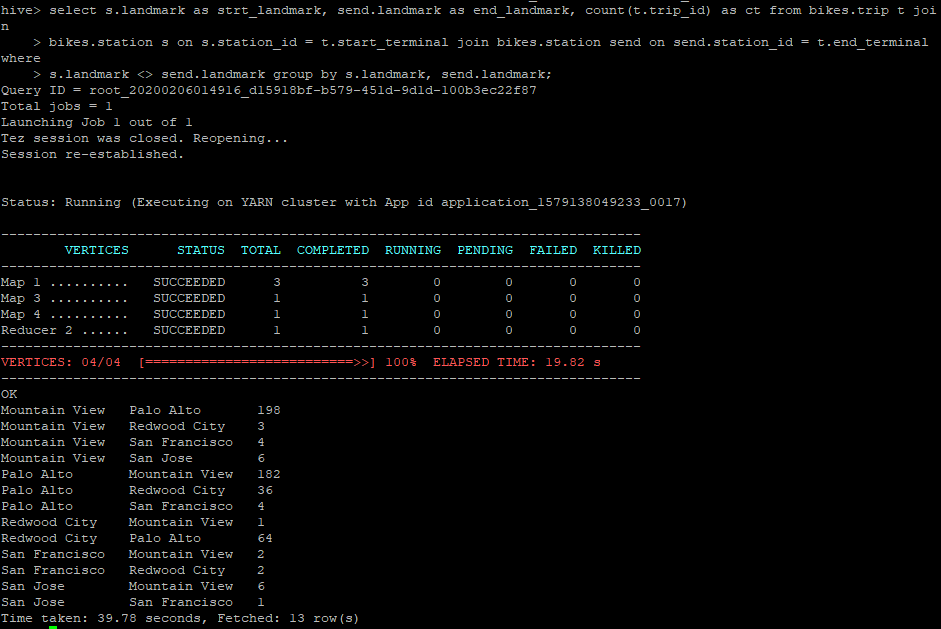 hive> select s.landmark as strt_landmark, send.landmark as end_landmark, count(t.trip_id) as ct from bikes.trip t joi
n
    > bikes.station s on s.station_id = t.start_terminal join bikes.station send on send.station_id = t.end_terminal
where
    > s.landmark <> send.landmark group by s.landmark, send.landmark;
Query ID = root_20200206014916_d15918bf-b579-451d-9d1d-100b3ec22f87
Total jobs = 1
Launching Job 1 out of 1
Tez session was closed. Reopening...
Session re-established.
Status: Running (Executing on YARN cluster with App id application_1579138049233_0017)
--------------------------------------------------------------------------------
        VERTICES      STATUS  TOTAL  COMPLETED  RUNNING  PENDING  FAILED  KILLED
--------------------------------------------------------------------------------
Map 1 ..........   SUCCEEDED      3          3        0        0       0       0
Map 3 ..........   SUCCEEDED      1          1        0        0       0       0
Map 4 ..........   SUCCEEDED      1          1        0        0       0       0
Reducer 2 ......   SUCCEEDED      1          1        0        0       0       0
--------------------------------------------------------------------------------
VERTICES: 04/04  [==========================>>] 100%  ELAPSED TIME: 19.82 s
--------------------------------------------------------------------------------
OK
Mountain View   Palo Alto       198
Mountain View   Redwood City    3
Mountain View   San Francisco   4
Mountain View   San Jose        6
Palo Alto       Mountain View   182
Palo Alto       Redwood City    36
Palo Alto       San Francisco   4
Redwood City    Mountain View   1
Redwood City    Palo Alto       64
San Francisco   Mountain View   2
San Francisco   Redwood City    2
San Jose        Mountain View   6
San Jose        San Francisco   1
Time taken: 39.78 seconds, Fetched: 13 row(s)